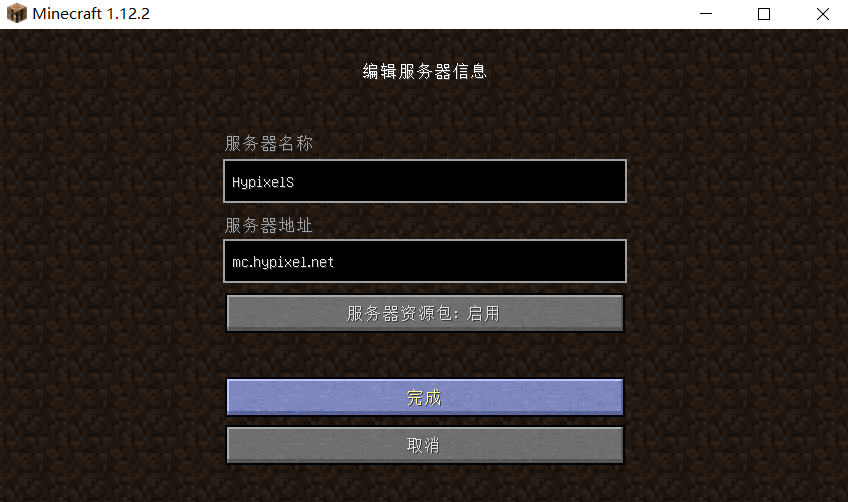 Minecraft 1.12.2
编辑服务器信息
服务器名称
HypixelS
服务器地址
mc.hypixel.net
服务器资源包: 启用
完成
取消